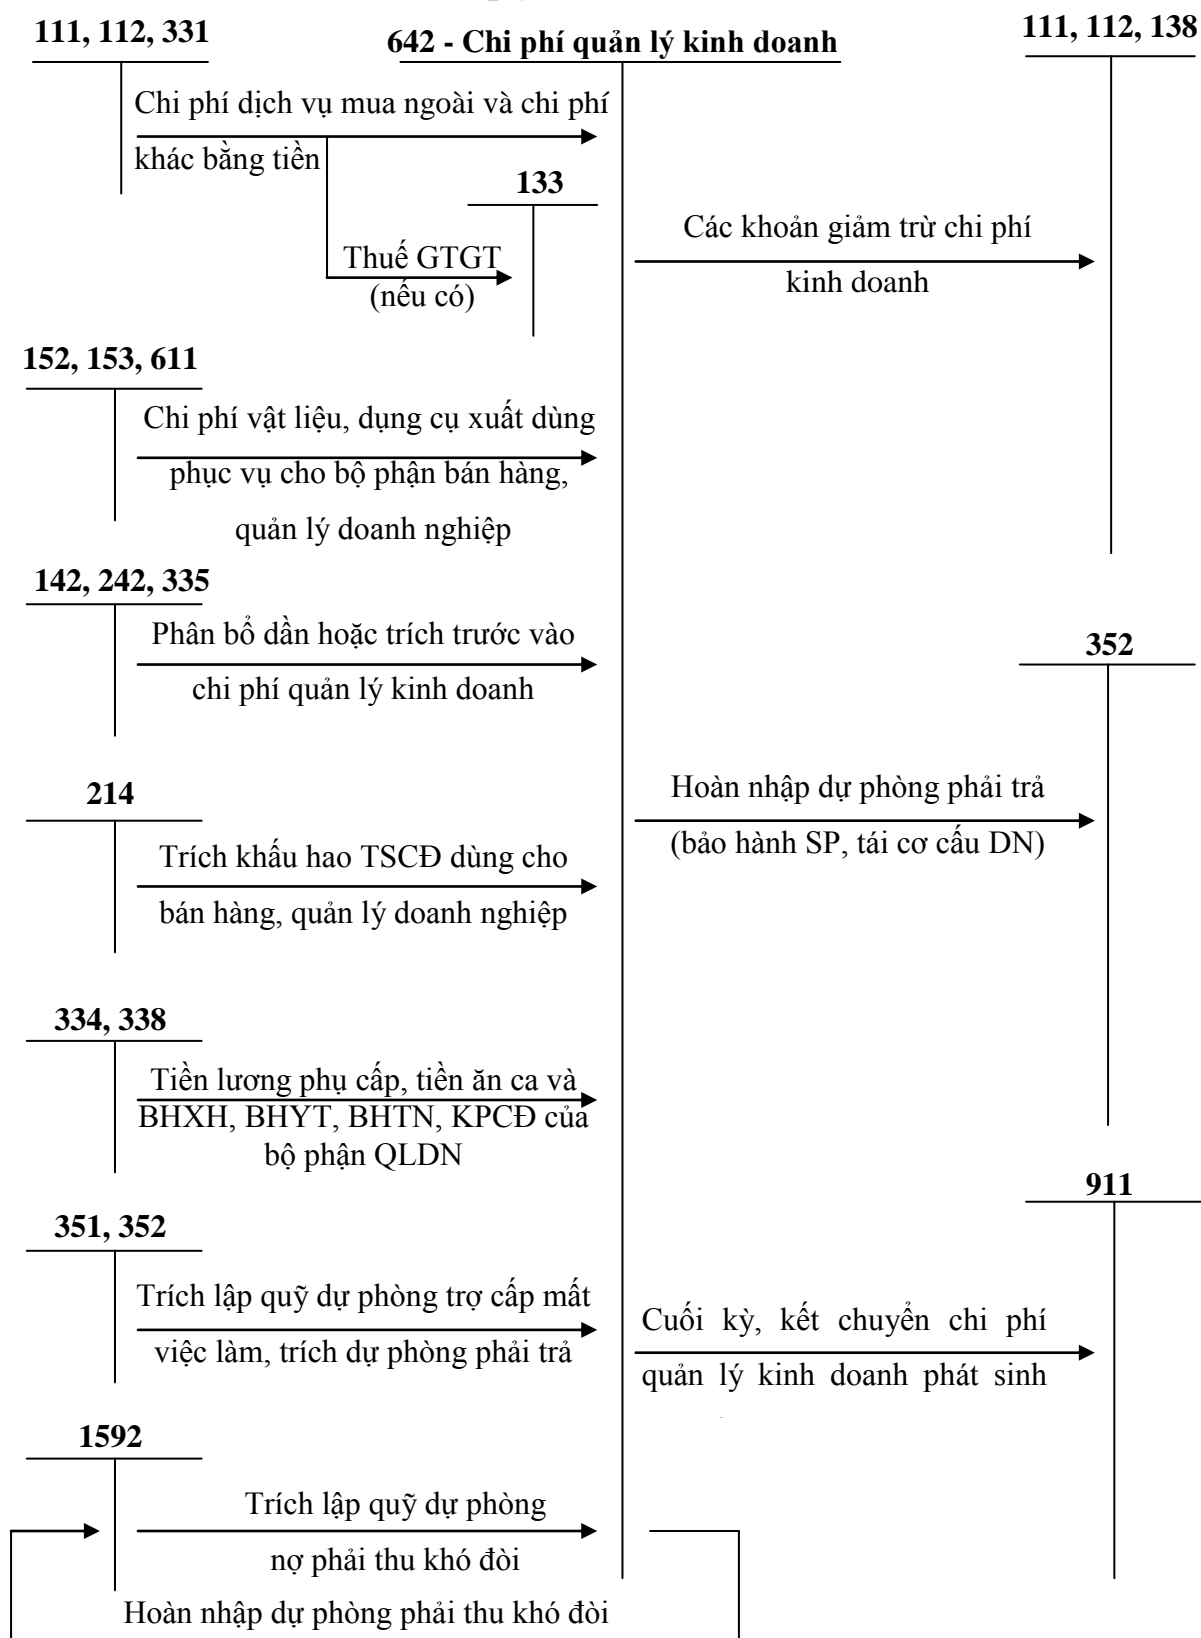 111, 112, 331
642 - Chi phí quản lý kinh doanh
111, 112, 138
Chi phí dịch vụ mua ngoài và chi phí
khác bằng tiền
133
Thuế GTGT
(nếu có)
Các khoản giảm trừ chi phí
kinh doanh
152, 153, 611
Chi phí vật liệu, dụng cụ xuất dùng
phục vụ cho bộ phận bán hàng,
quản lý doanh nghiệp
142, 242, 335
Phân bổ dần hoặc trích trước vào
chi phí quản lý kinh doanh
352
214
Hoàn nhập dự phòng phải trả
(bảo hành SP, tái cơ cấu DN)
Trích khấu hao TSCĐ dùng cho
bán hàng, quản lý doanh nghiệp
334, 338
Tiền lương phụ cấp, tiền ăn ca và
BHXH, BHYT, BHTN, KPCĐ của
bộ phận QLDN
911
351, 352
Trích lập quỹ dự phòng trợ cấp mất
việc làm, trích dự phòng phải trả
Cuối kỳ, kết chuyển chi phí
quản lý kinh doanh phát sinh
1592
Trích lập quỹ dự phòng
nợ phải thu khó đòi
Hoàn nhập dự phòng phải thu khó đòi